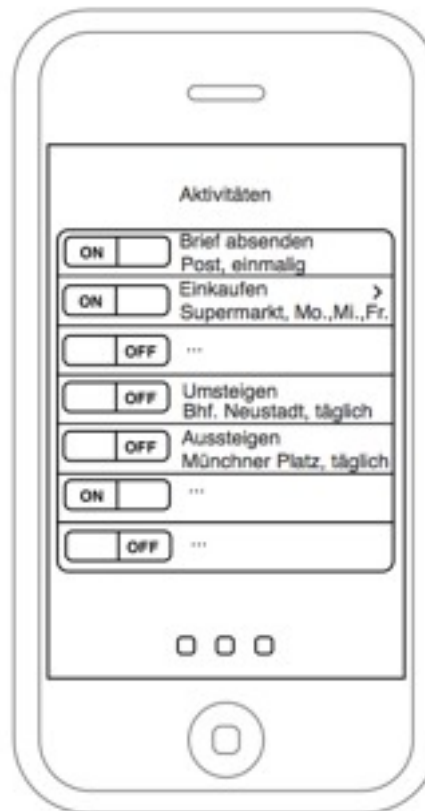 Aktivitäten
ON
Brief absenden
Post, einmalig
ON
Einkaufen >
Supermarkt, Mo.,Mi.,Fr.
OFF
...
OFF
Umsteigen
Bhf. Neustadt, täglich
OFF
Aussteigen
Münchner Platz, täglich
ON
...
OFF
...